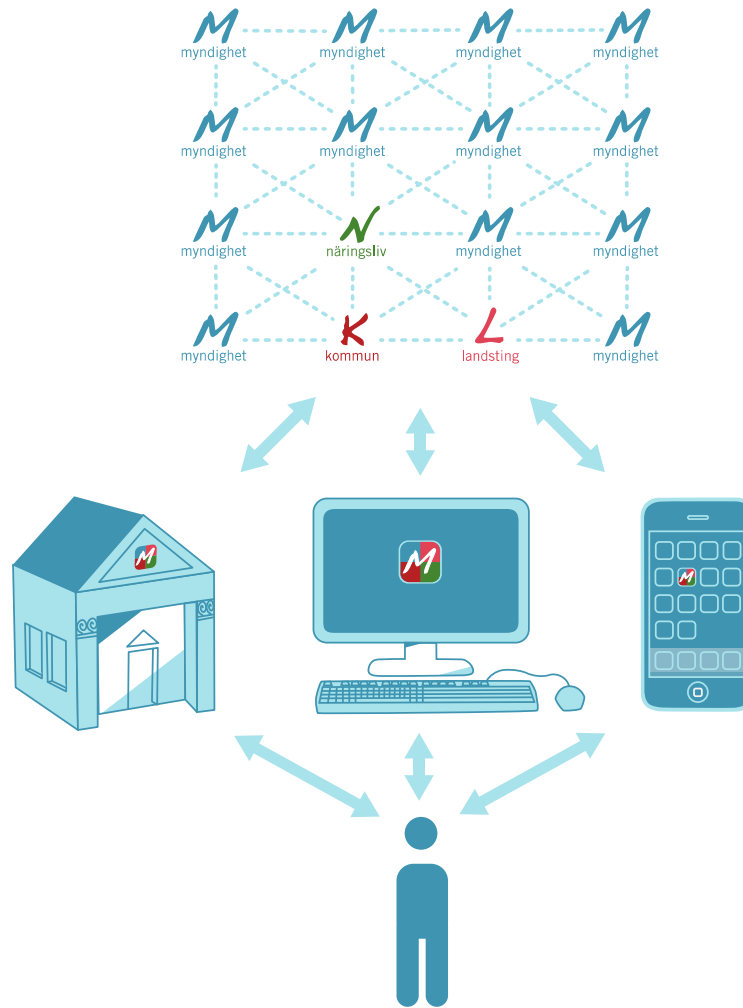 M M M M
myndighet myndighet myndighet myndighet
M M M M
myndighet myndighet myndighet myndighet
M N M M
myndighet näringsliv myndighet myndighet
M K L M
myndighet kommun landsting myndighet
M M M